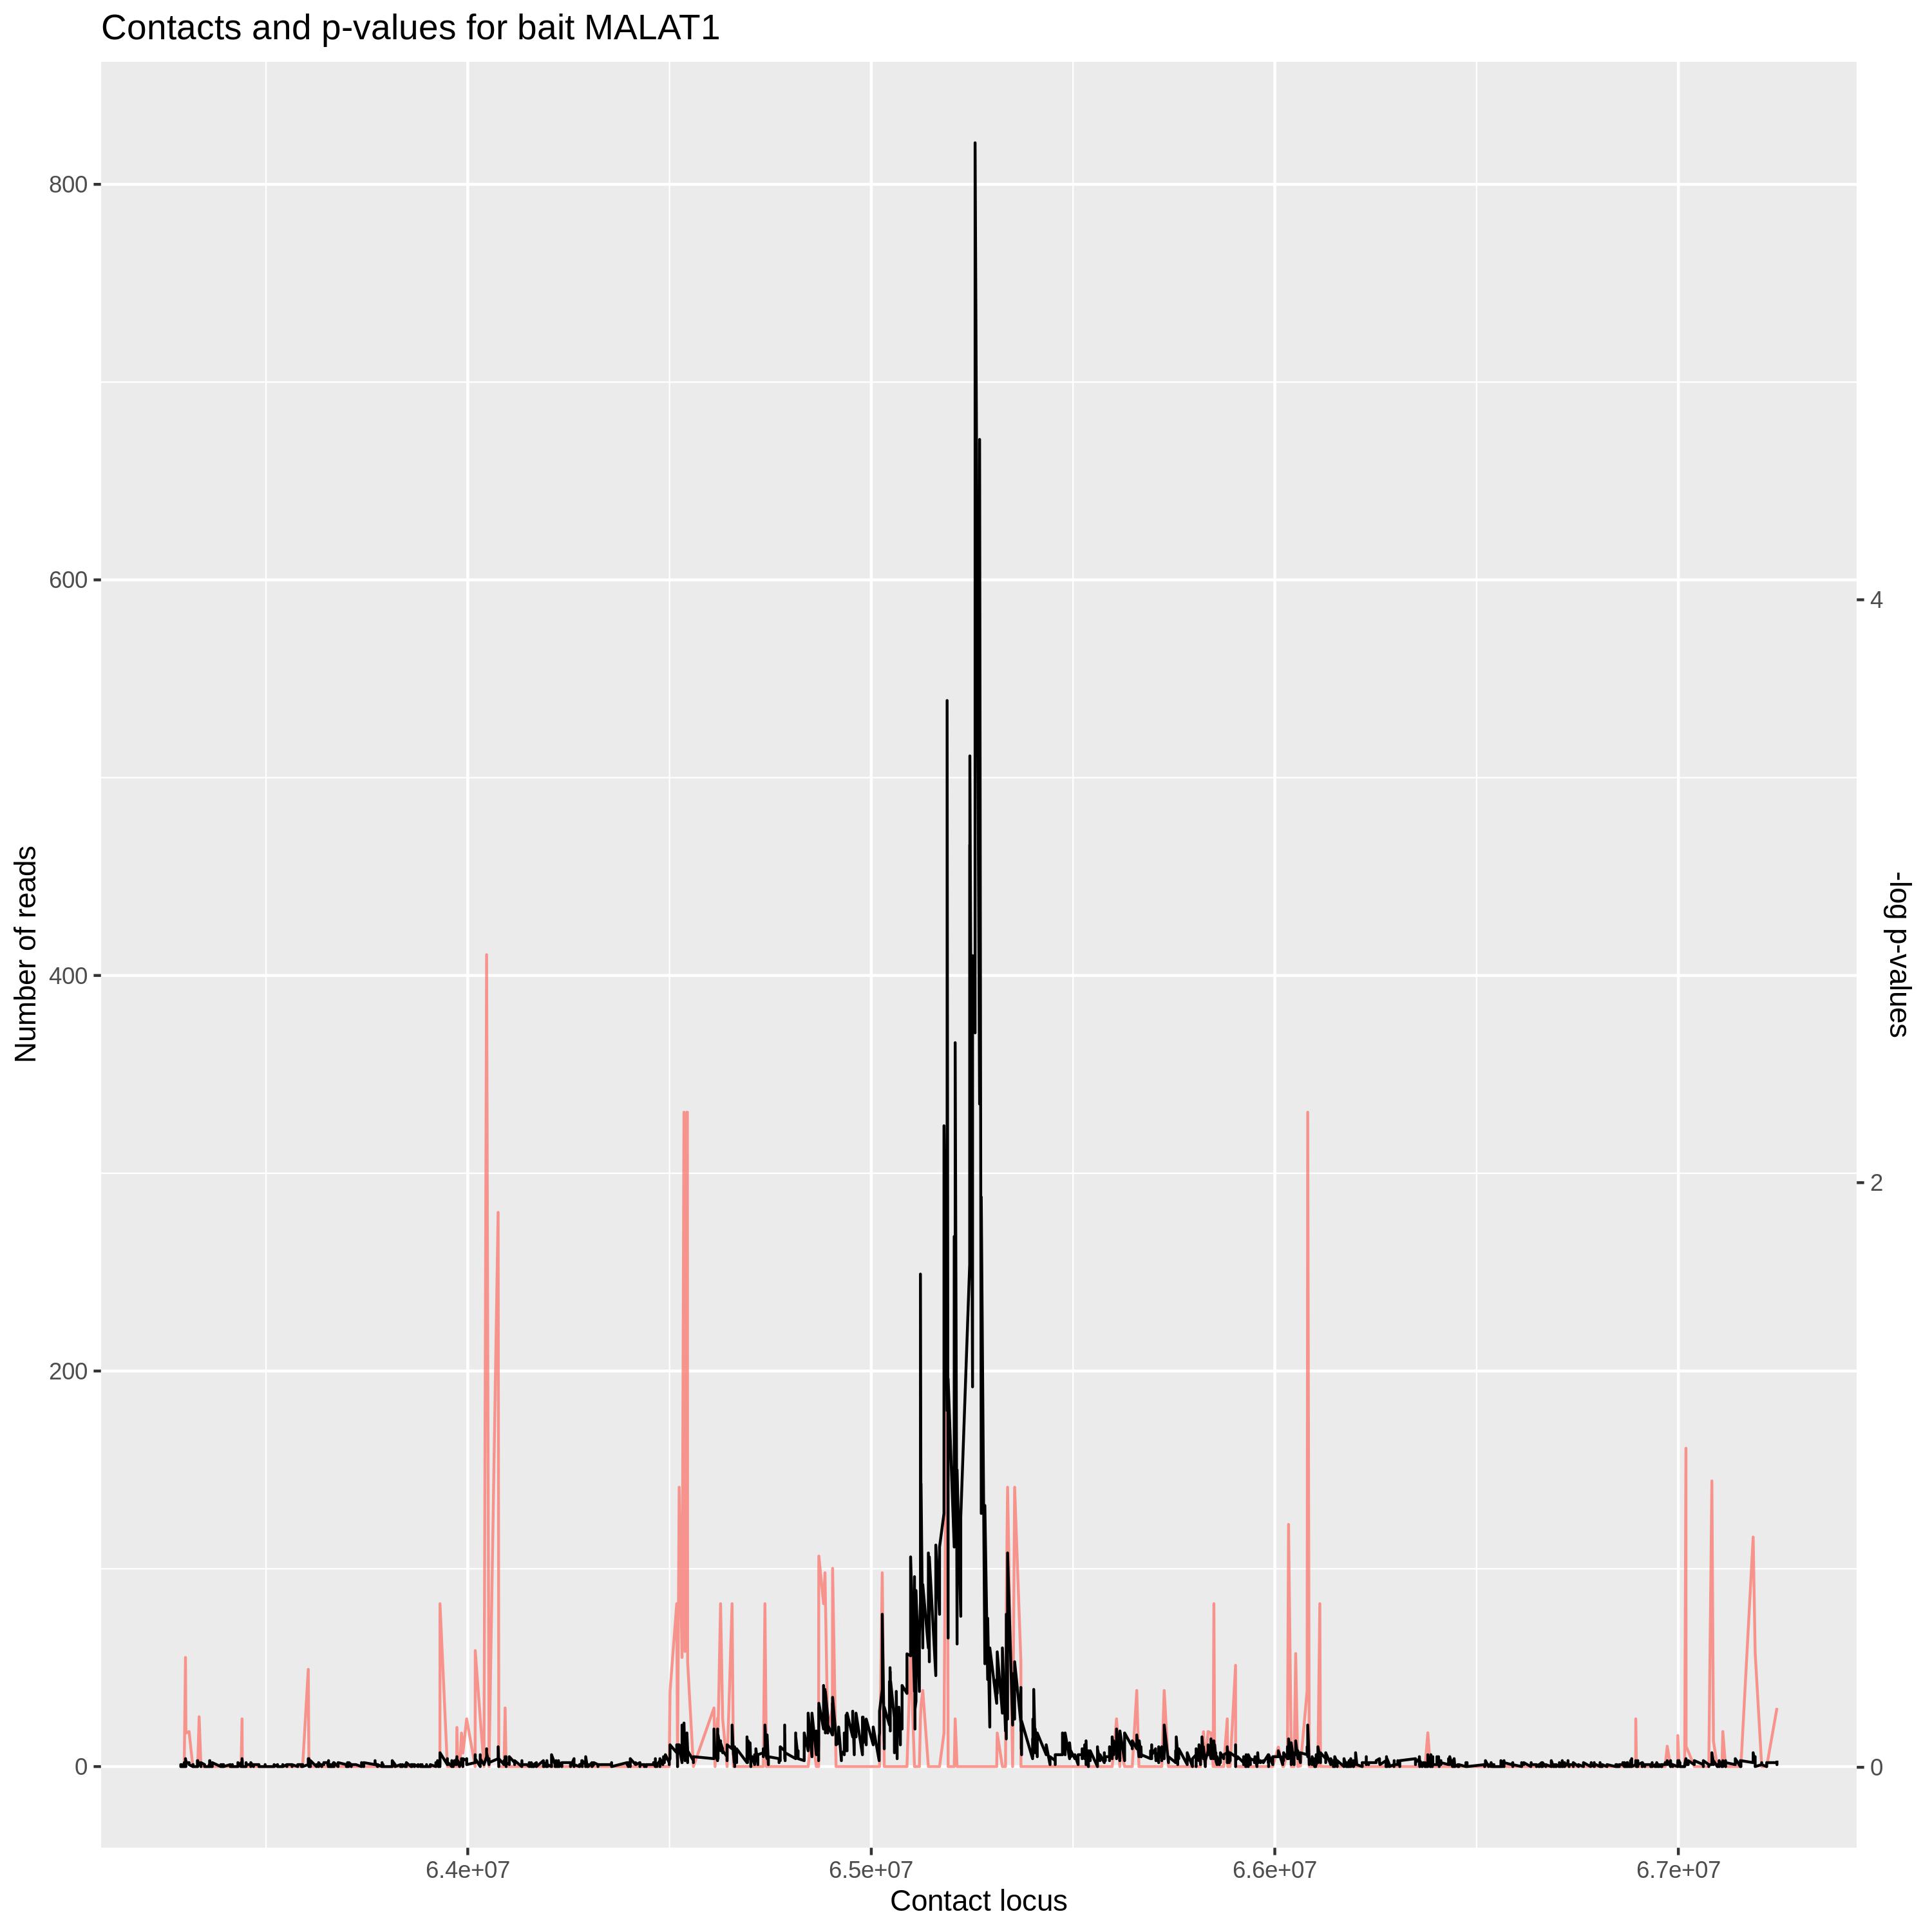 Contacts and p-values for bait MALAT1
800
600
400
200
0
Number of reads
4
2
0
-log p-values
6.4e+07
6.5e+07
6.6e+07
6.7e+07
Contact locus